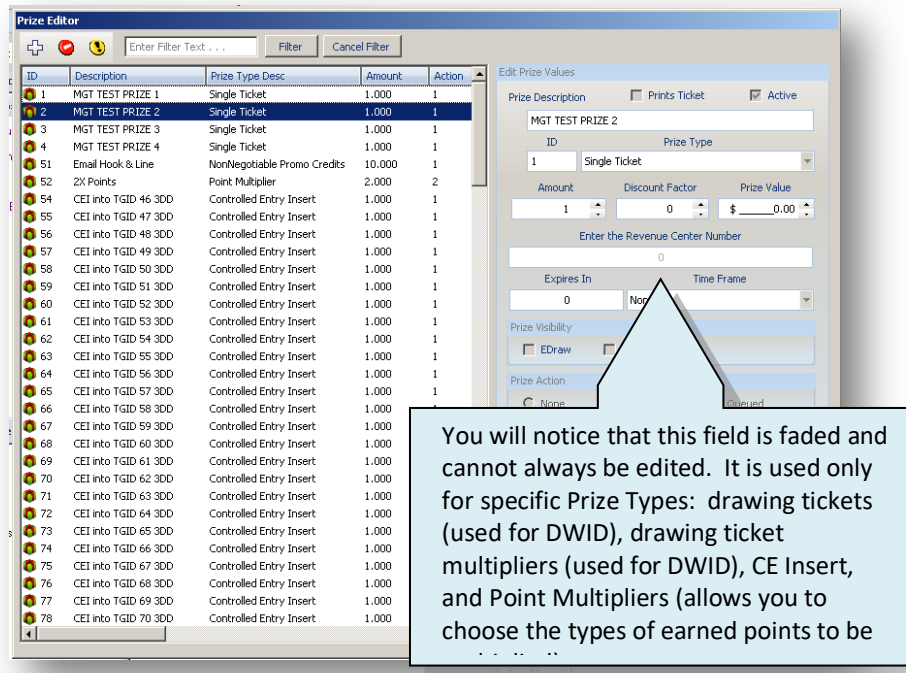 Prize Editor
Enter Filter Text . . . Filter Cancel Filter
ID Description Prize Type Desc Amount Action
1 MGT TEST PRIZE 1 Single Ticket 1.000 1
2 MGT TEST PRIZE 2 Single Ticket 1.000 1
3 MGT TEST PRIZE 3 Single Ticket 1.000 1
4 MGT TEST PRIZE 4 Single Ticket 1.000 1
51 Email Hook & Line NonNegotiable Promo Credits 10.000 1
52 2X Points Point Multiplier 2.000 2
54 CEI into TGID 46 3DD Controlled Entry Insert 1.000 1
55 CEI into TGID 47 3DD Controlled Entry Insert 1.000 1
56 CEI into TGID 48 3DD Controlled Entry Insert 1.000 1
57 CEI into TGID 49 3DD Controlled Entry Insert 1.000 1
58 CEI into TGID 50 3DD Controlled Entry Insert 1.000 1
59 CEI into TGID 51 3DD Controlled Entry Insert 1.000 1
60 CEI into TGID 52 3DD Controlled Entry Insert 1.000 1
61 CEI into TGID 53 3DD Controlled Entry Insert 1.000 1
62 CEI into TGID 54 3DD Controlled Entry Insert 1.000 1
63 CEI into TGID 55 3DD Controlled Entry Insert 1.000 1
64 CEI into TGID 56 3DD Controlled Entry Insert 1.000 1
65 CEI into TGID 57 3DD Controlled Entry Insert 1.000 1
66 CEI into TGID 58 3DD Controlled Entry Insert 1.000
67 CEI into TGID 59 3DD Controlled Entry Insert 1.000
68 CEI into TGID 60 3DD Controlled Entry Insert 1.000
69 CEI into TGID 61 3DD Controlled Entry Insert 1.000
70 CEI into TGID 62 3DD Controlled Entry Insert 1.000
71 CEI into TGID 63 3DD Controlled Entry Insert 1.000
72 CEI into TGID 64 3DD Controlled Entry Insert 1.000
73 CEI into TGID 65 3DD Controlled Entry Insert 1.000
74 CEI into TGID 66 3DD Controlled Entry Insert 1.000
75 CEI into TGID 67 3DD Controlled Entry Insert 1.000
76 CEI into TGID 68 3DD Controlled Entry Insert 1.000
77 CEI into TGID 69 3DD Controlled Entry Insert 1.000
78 CEI into TGID 70 3DD Controlled Entry Insert 1.000
Edit Prize Values
Prize Description Prints Ticket Active
MGT TEST PRIZE 2
ID Prize Type
1 Single Ticket
Amount Discount Factor Prize Value
1 0 $ ______0.00
Enter the Revenue Center Number
0
Expires In Time Frame
0
Prize Visibility
EDraw
Prize Action
None Queued
You will notice that this field is faded and
cannot always be edited. It is used only
for specific Prize Types: drawing tickets
(used for DWID), drawing ticket
multipliers (used for DWID), CE Insert,
and Point Multipliers (allows you to
choose the types of earned points to be